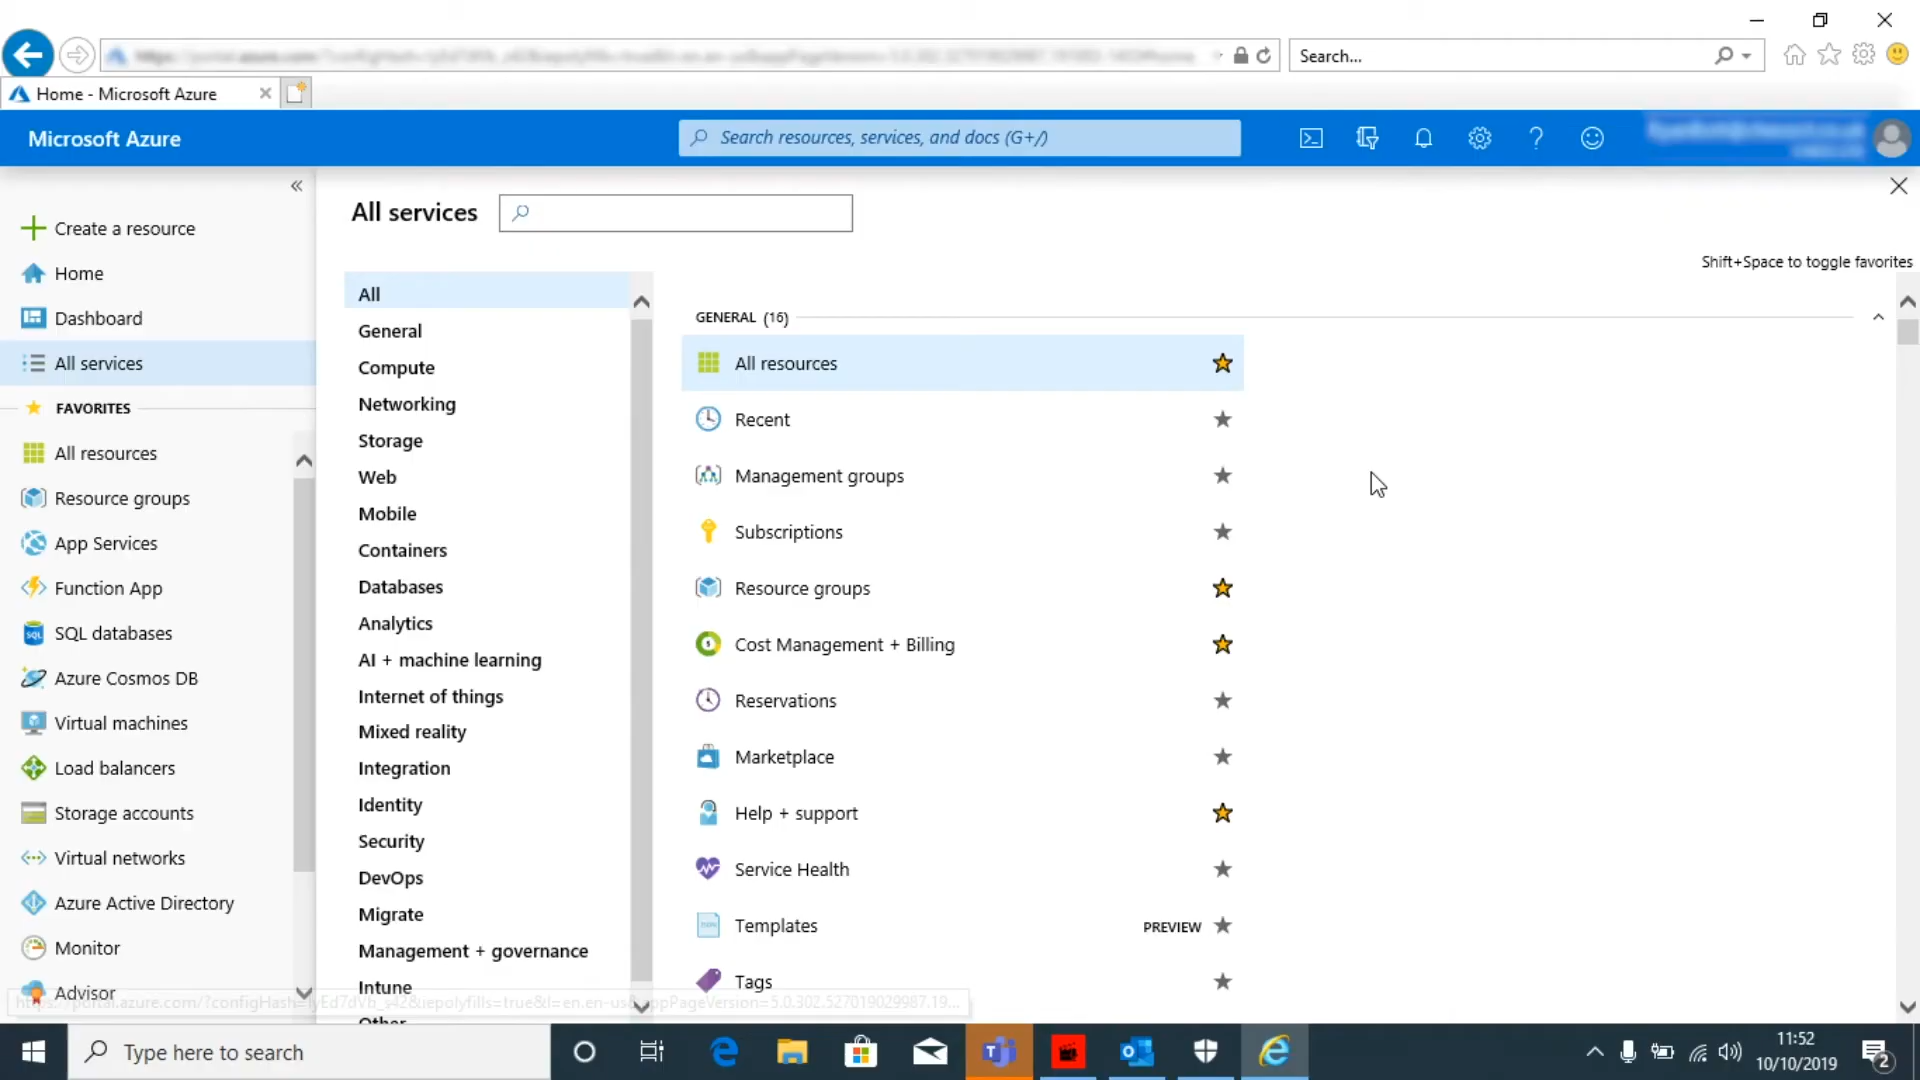 Search...
Home - Microsoft Azure
Microsoft Azure
Search resources, services, and docs (G+/)
All services
Shift+Space to toggle favorites
Create a resource
Home
Dashboard
All services
FAVORITES
All resources
Resource groups
App Services
Function App
SQL databases
Azure Cosmos DB
Virtual machines
Load balancers
Storage accounts
Virtual networks
Azure Active Directory
Monitor
Advisor
All
General
Compute
Networking
Storage
Web
Mobile
Containers
Databases
Analytics
AI + machine learning
Internet of things
Mixed reality
Integration
Identity
Security
DevOps
Migrate
Management + governance
Intune
Other
GENERAL (16)
All resources
Recent
Management groups
Subscriptions
Resource groups
Cost Management + Billing
Reservations
Marketplace
Help + support
Service Health
Templates PREVIEW
Tags
Type here to search
11:52
10/10/2019
2